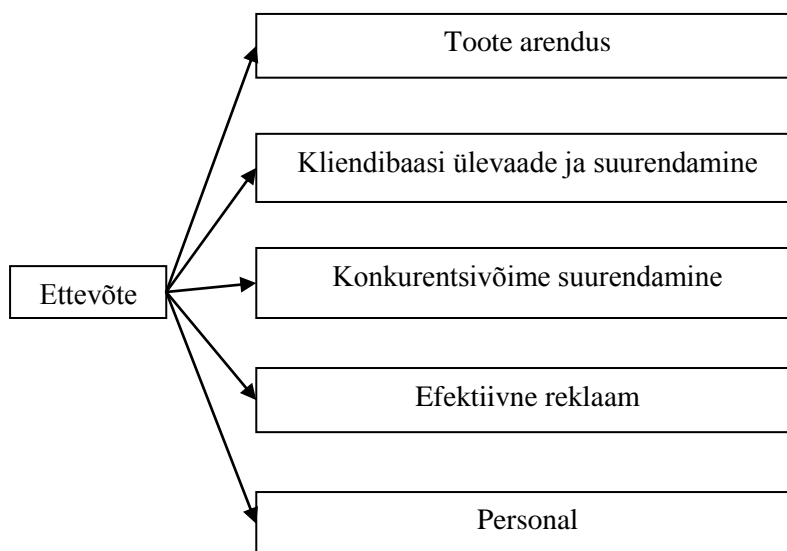 Toote arendus
Kliendibaasi ülevaade ja suurendamine
Konkurentsivõime suurendamine
Ettevõte
Efektiivne reklaam
Personal